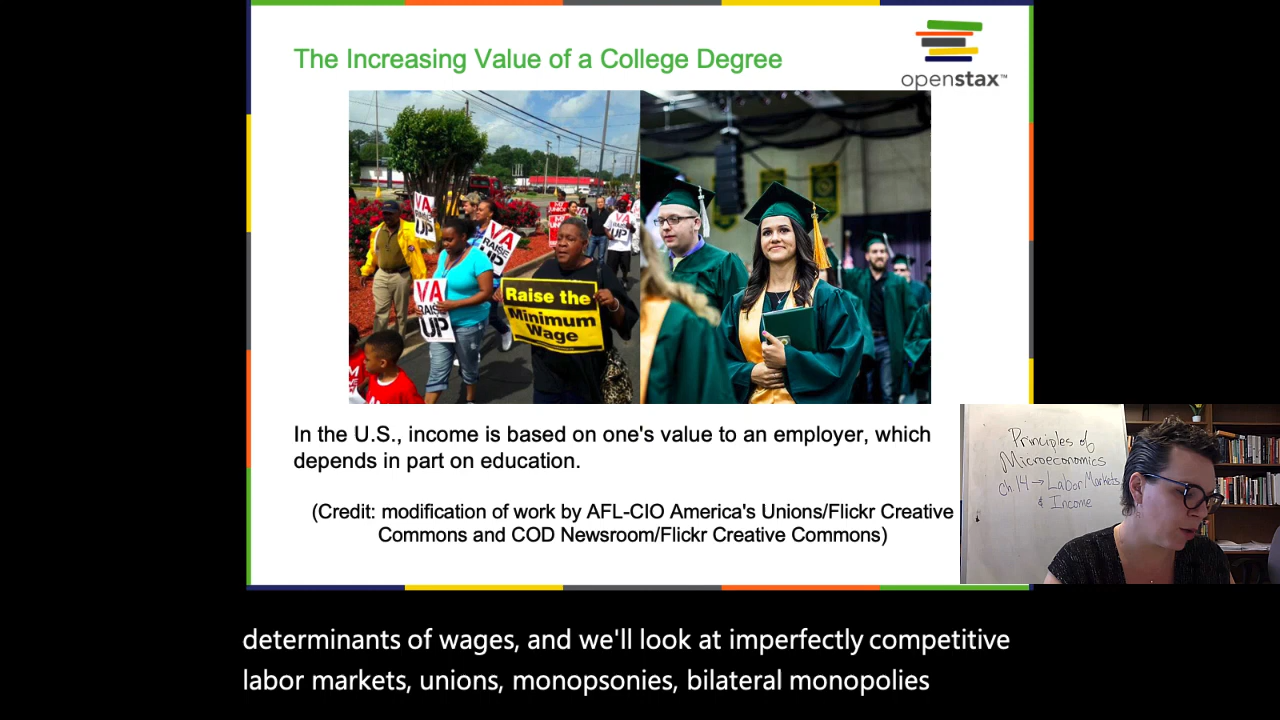 The Increasing Value of a College Degree
openstax™
VA
RAISE
UP
VA
RAISE
UP
VA
RAISE
UP
Raise the
Minimum
Wage
In the U.S., income is based on one's value to an employer, which
depends in part on education.
(Credit: modification of work by AFL-CIO America's Unions/Flickr Creative
Commons and COD Newsroom/Flickr Creative Commons)
Principles of
Microeconomics
Ch.14 → Labor Markets
& Income
determinants of wages, and we'll look at imperfectly competitive
labor markets, unions, monopsonies, bilateral monopolies